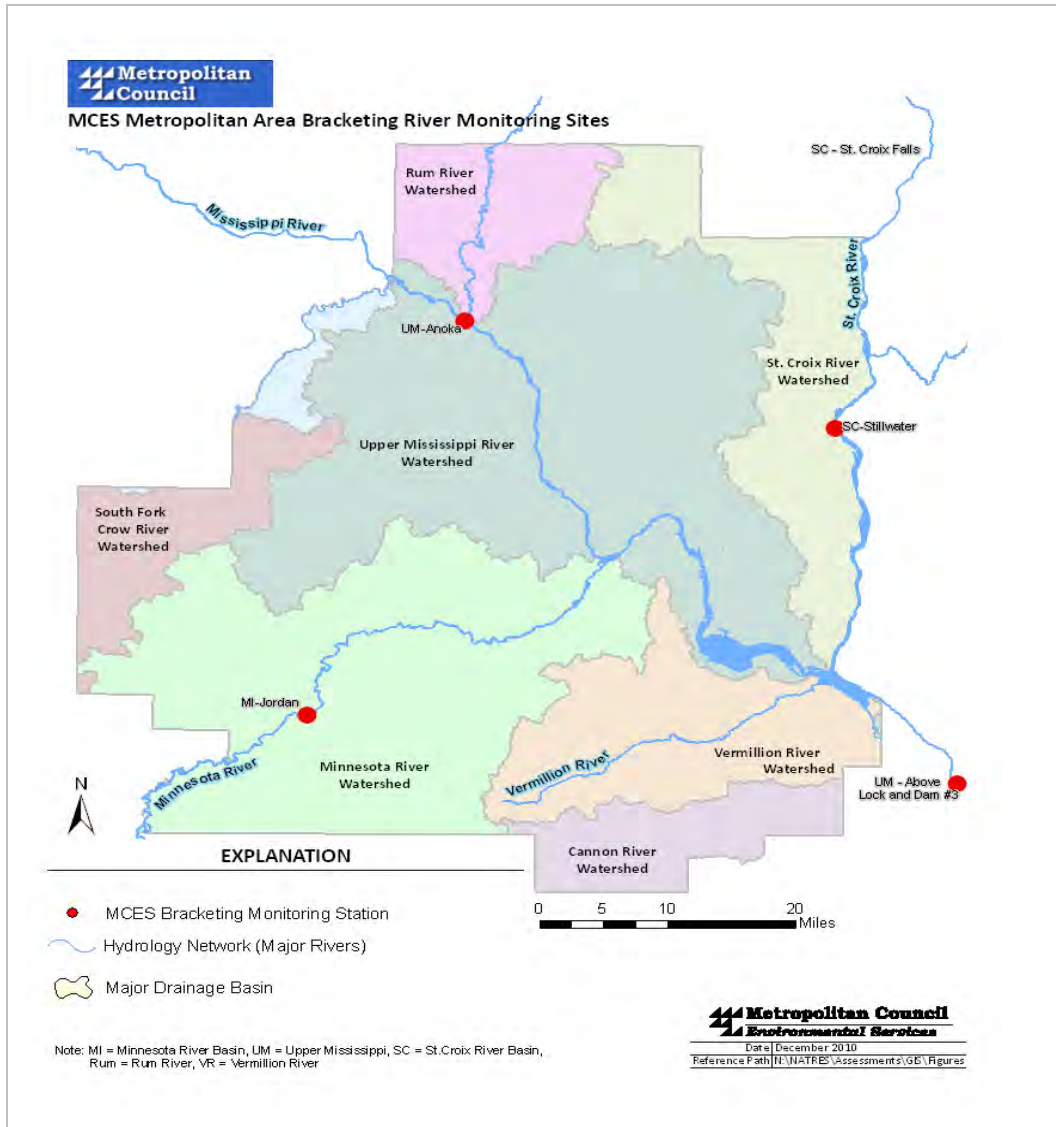 Metropolitan
Council
MCES Metropolitan Area Bracketing River Monitoring Sites
SC - St. Croix Falls
Rum River
Watershed
Mississippi River
St. Croix River
UM-Anoka
St. Croix River
Watershed
SC-Stillwater
Upper Mississippi River
Watershed
South Fork
Crow River
Watershed
MI-Jordan
Minnesota River
Minnesota River
Watershed
Vermillion River
Vermillion River
Watershed
UM - Above
Lock and Dam #3
N
Cannon River
Watershed
EXPLANATION
MCES Bracketing Monitoring Station
Hydrology Network (Major Rivers)
Major Drainage Basin
0 5 10 20
Miles
Metropolitan Council
Environmental Services
Date December 2010
Reference Path N:\NATRES\Assessments\GIS\Figures
Note: MI = Minnesota River Basin, UM = Upper Mississippi, SC = St.Croix River Basin,
Rum = Rum River, VR = Vermillion River